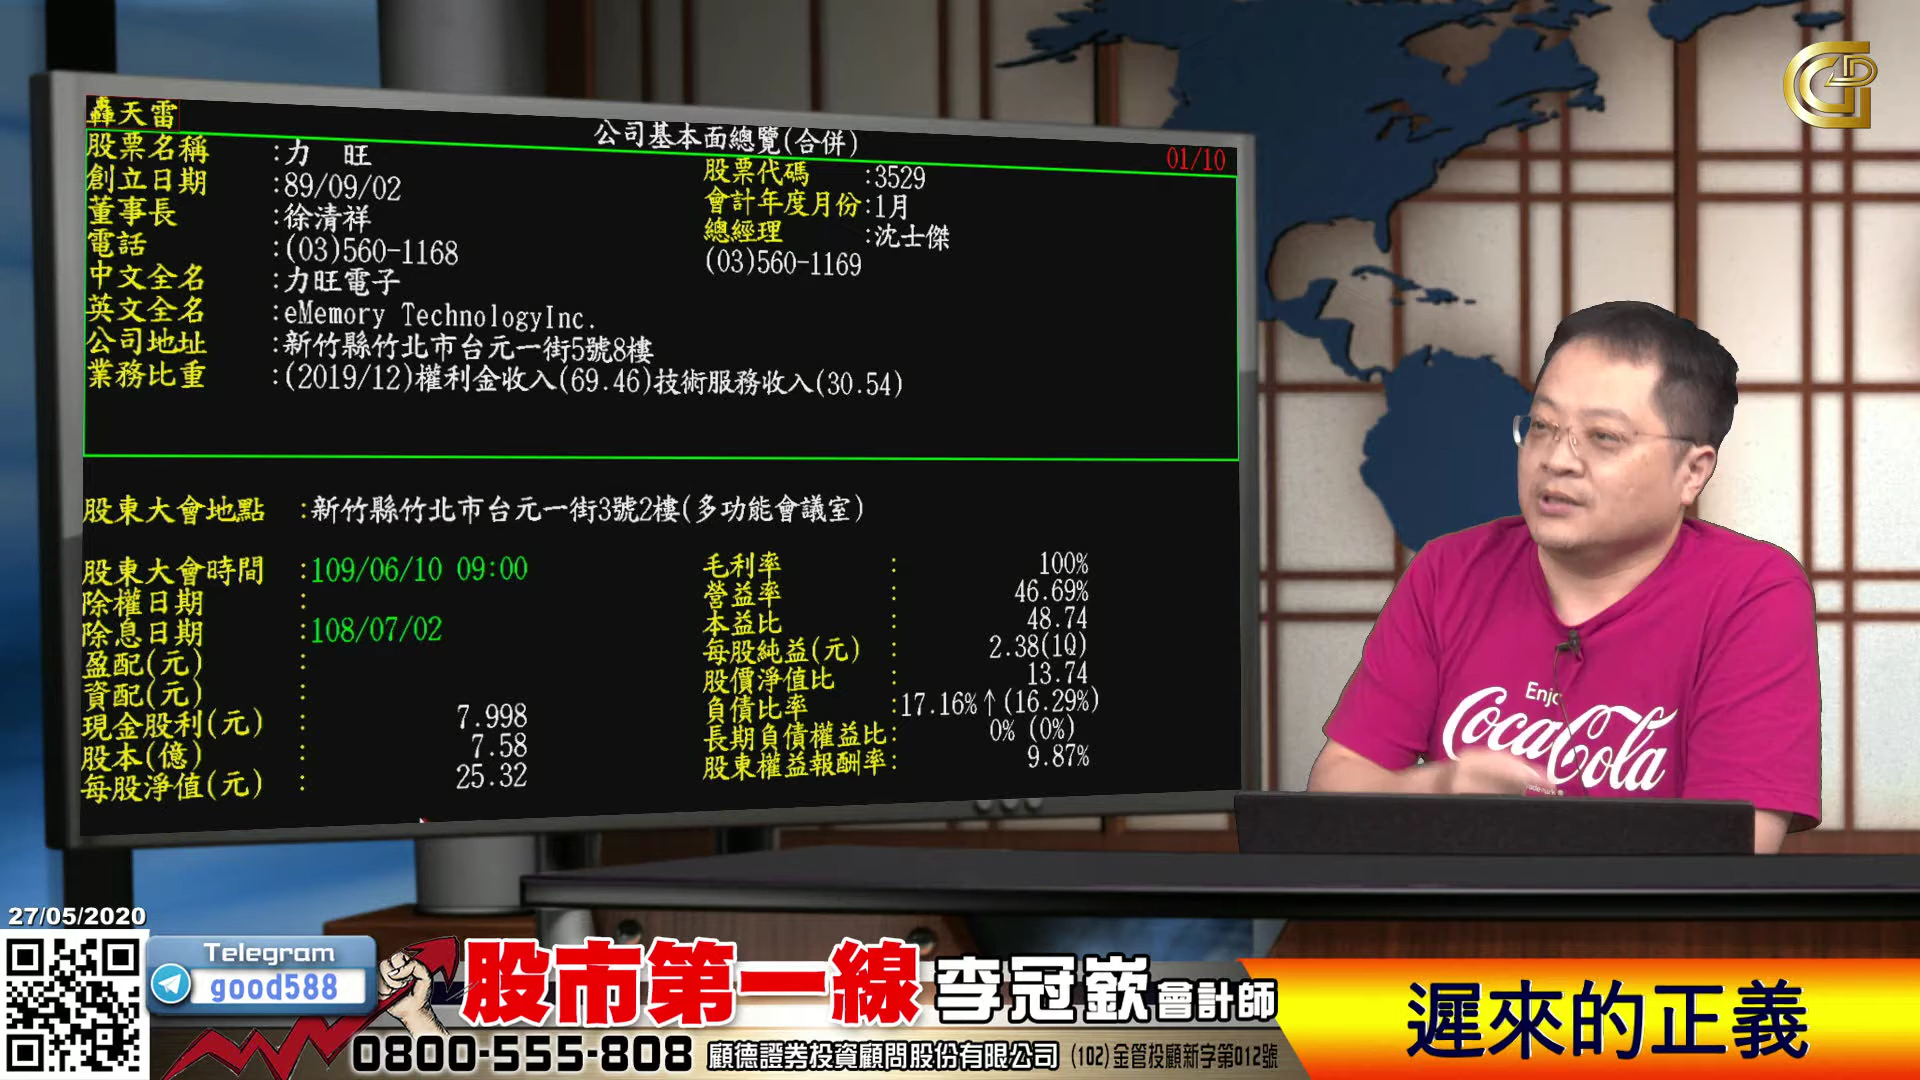 轟天雷
公司基本面總覽(合併)
01/10
股票名稱 :力 旺
股票代碼 :3529
創立日期 :89/09/02
會計年度月份:1月
董事長 :徐清祥
總經理 :沈士傑
電話 :(03)560-1168
(03)560-1169
中文全名 :力旺電子
英文全名 :eMemory TechnologyInc.
公司地址 :新竹縣竹北市台元一街5號8樓
業務比重 :(2019/12)權利金收入(69.46)技術服務收入(30.54)
股東大會地點 :新竹縣竹北市台元一街3號2樓(多功能會議室)
股東大會時間 :109/06/10 09:00
除權日期 :
除息日期 :108/07/02
盈配(元) :
資配(元) :
現金股利(元) : 7.998
股本(億) : 7.58
每股淨值(元) : 25.32
毛利率 : 100%
營益率 : 46.69%
本益比 : 48.74
每股純益(元) : 2.38(1Q)
股價淨值比 : 13.74
負債比率 :17.16%↑(16.29%)
長期負債權益比: 0% (0%)
股東權益報酬率: 9.87%
Enjo
Coca-Cola
27/05/2020
Telegram
good588
股市第一線 李冠嶔 會計師
0800-555-808 顧德證券投資顧問股份有限公司 (102)金管投顧新字第012號
遲來的正義